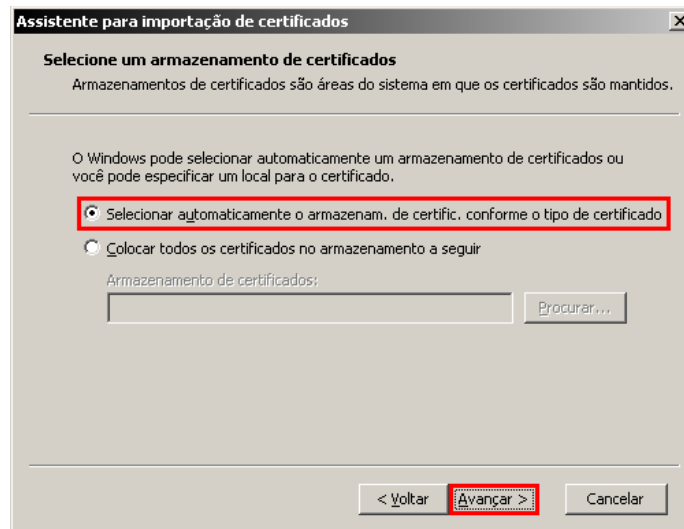 Assistente para importação de certificados
Selecione um armazenamento de certificados
Armazenamentos de certificados são áreas do sistema em que os certificados são mantidos.
O Windows pode selecionar automaticamente um armazenamento de certificados ou
você pode especificar um local para o certificado.
Selecionar automaticamente o armazenam. de certific. conforme o tipo de certificado
Colocar todos os certificados no armazenamento a seguir
Armazenamento de certificados:
Procurar...
< Voltar Avançar > Cancelar